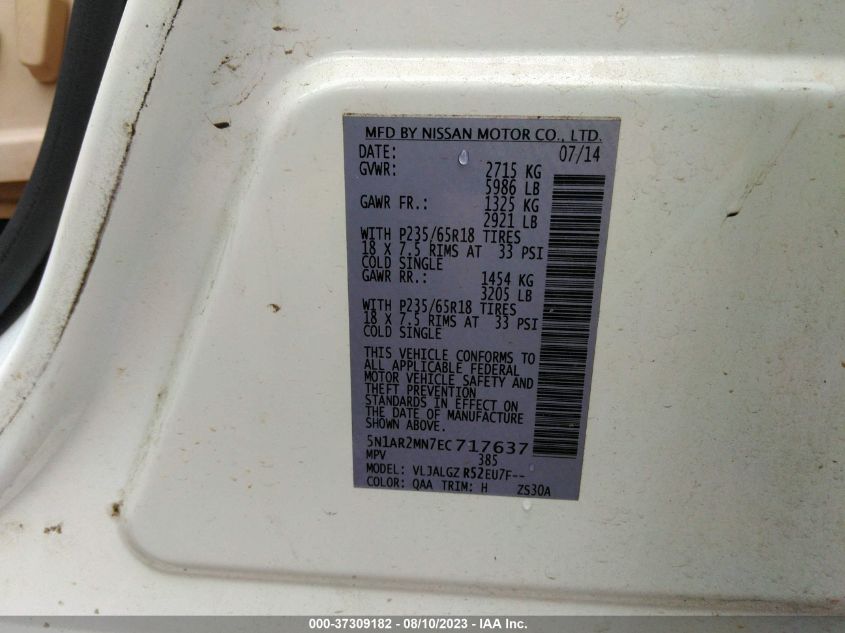 MFD BY NISSAN MOTOR CO., LTD.
DATE: 07/14
GVWR: 2715 KG
5986 LB
GAWR FR.: 1325 KG
2921 LB
WITH P235/65R18 TIRES
18 X 7.5 RIMS AT 33 PSI
COLD SINGLE
GAWR RR.: 1454 KG
3205 LB
WITH P235/65R18 TIRES
18 X 7.5 RIMS AT 33 PSI
COLD SINGLE
THIS VEHICLE CONFORMS TO
ALL APPLICABLE FEDERAL
MOTOR VEHICLE SAFETY AND
THEFT PREVENTION
STANDARDS IN EFFECT ON
THE DATE OF MANUFACTURE
SHOWN ABOVE.
5N1AR2MN7EC717637
MPV 385
MODEL: VLJALGZ R52EU7F--
COLOR: QAA TRIM: H ZS30A
000-37309182 - 08/10/2023 - IAA Inc.